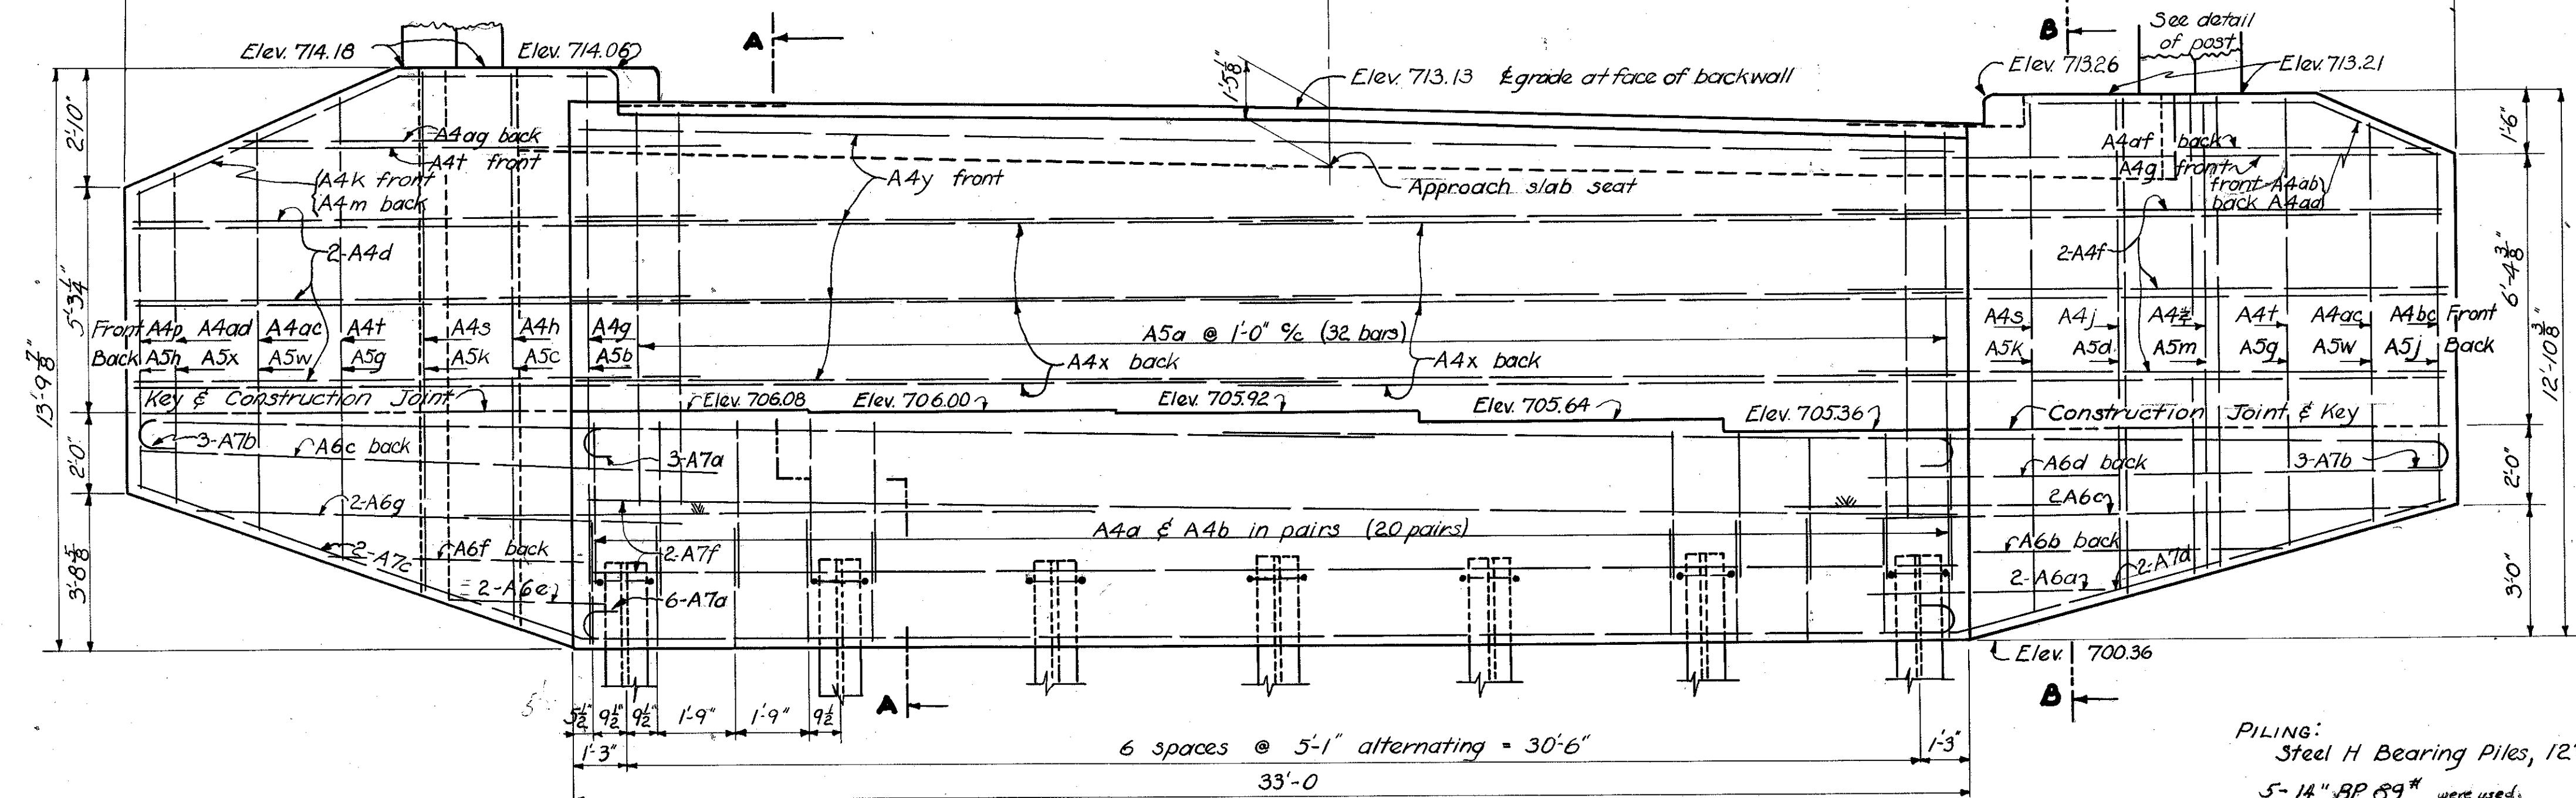 Elev. 714.18
Elev. 714.06
A
1'-5⅛"
Elev. 713.13 ℄ grade at face of backwall
B
See detail
of post
Elev. 713.26
Elev. 713.21
2'-10"
A4ag back
A4t front
A4k front
A4m back
A4y front
Approach slab seat
A4af back
A4g front
front A4ab
back A4aa
1'-6"
2-A4d
2-A4f
5'-3¼"
13'-9⅞"
6'-4⅜"
12'-10⅜"
Front A4p A4ad A4ac A4t A4s A4h A4g
Back A5h A5x A5w A5g A5k A5c A5b
A5a @ 1'-0" c/c (32 bars)
A4x back
A4x back
A4s A4j A4z A4t A4ac A4bc Front
A5k A5d A5m A5g A5w A5j Back
Key & Construction Joint
Elev. 706.08
Elev. 706.00
Elev. 705.92
Elev. 705.64
Elev. 705.36
Construction Joint & Key
3-A7b
A6c back
3-A7a
A6d back
3-A7b
2'-0"
2'-0"
2-A6g
2A6c
A4a & A4b in pairs (20 pairs)
2-A7c
A6f back
2-A7f
A6b back
2-A7d
2-A6e
6-A7a
2-A6a
3'-8⅝"
3'-0"
Elev. 700.36
A
B
5½" 9½" 9½" 1'-9" 1'-9" 9½
1'-3"
6 spaces @ 5'-1" alternating = 30'-6"
1'-3"
33'-0
PILING:
Steel H Bearing Piles, 12"
5-14" BP 89# were used.